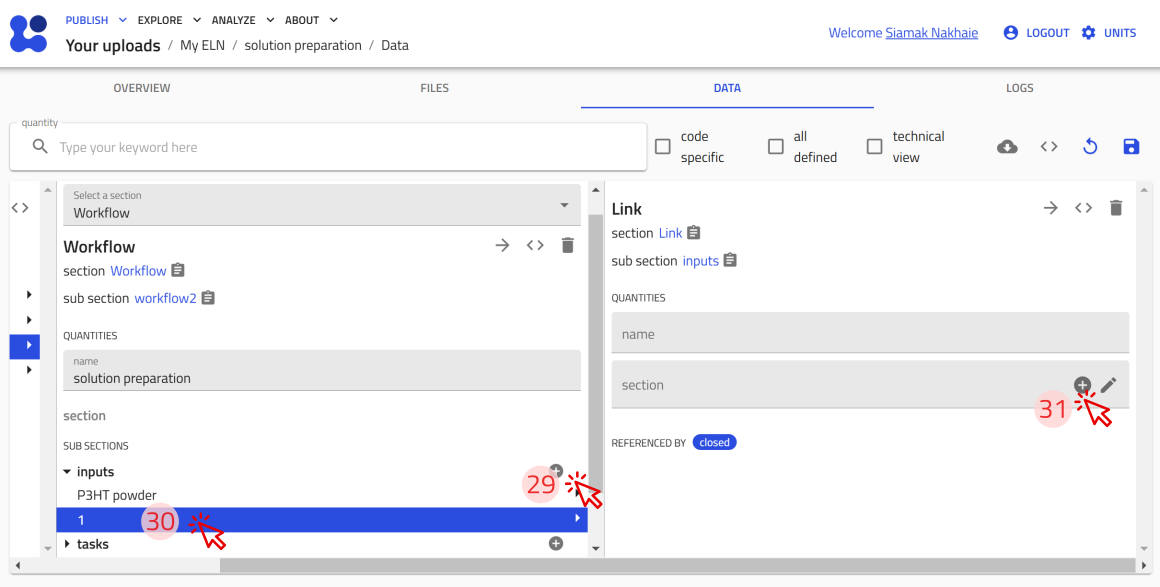 PUBLISH EXPLORE ANALYZE ABOUT
Your uploads / My ELN / solution preparation / Data
Welcome Siamak Nakhaie LOGOUT UNITS
OVERVIEW FILES DATA LOGS
quantity
Type your keyword here
code specific
all defined
technical view
Select a section
Workflow
Workflow
section Workflow
sub section workflow2
QUANTITIES
name
solution preparation
section
SUB SECTIONS
inputs
29
P3HT powder
1
30
tasks
Link
section Link
sub section inputs
QUANTITIES
name
section
31
REFERENCED BY closed